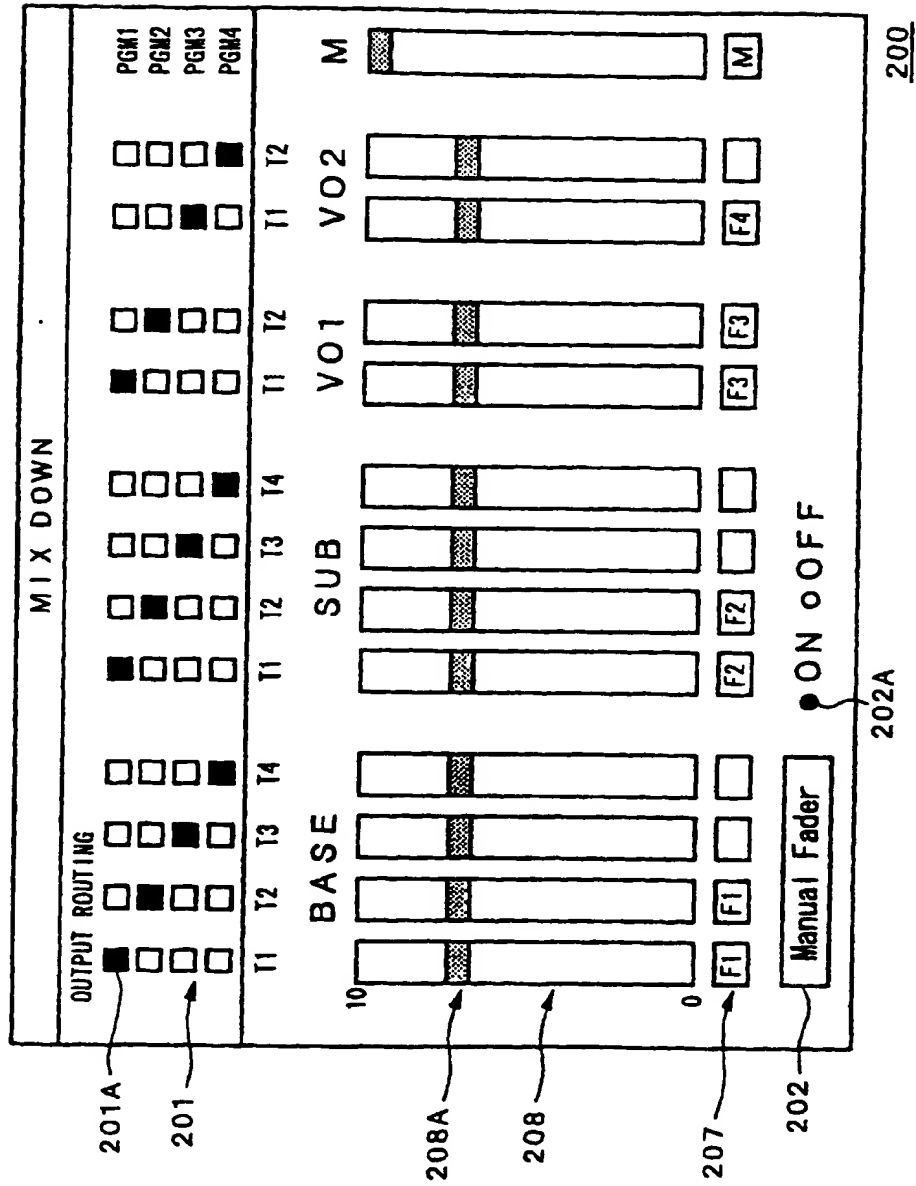 MIX DOWN
OUTPUT ROUTING
PGM1
PGM2
PGM3
PGM4
T1 T2 T3 T4 T1 T2 T3 T4 T1 T2 T1 T2
BASE SUB VO1 VO2 M
10
0
F1 F1 F2 F2 F3 F3 F4 M
Manual Fader ON OFF
201A
201
208A
208
207
202
202A
200